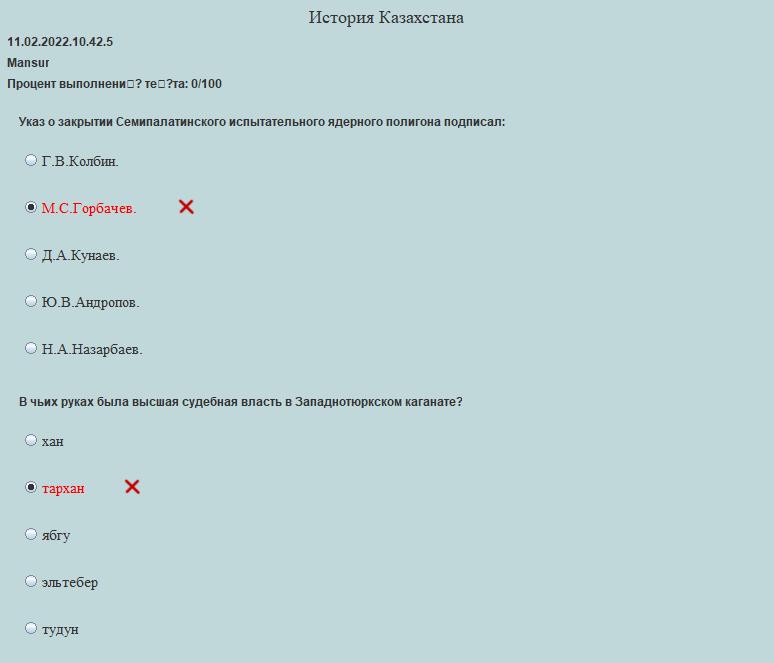 История Казахстана
11.02.2022.10.42.5
Mansur
Процент выполнени□? те□?та: 0/100
Указ о закрытии Семипалатинского испытательного ядерного полигона подписал:
Г.В.Колбин.
М.С.Горбачев.
Д.А.Кунаев.
Ю.В.Андропов.
Н.А.Назарбаев.
В чьих руках была высшая судебная власть в Западнотюркском каганате?
хан
тархан
ябгу
эльтебер
тудун